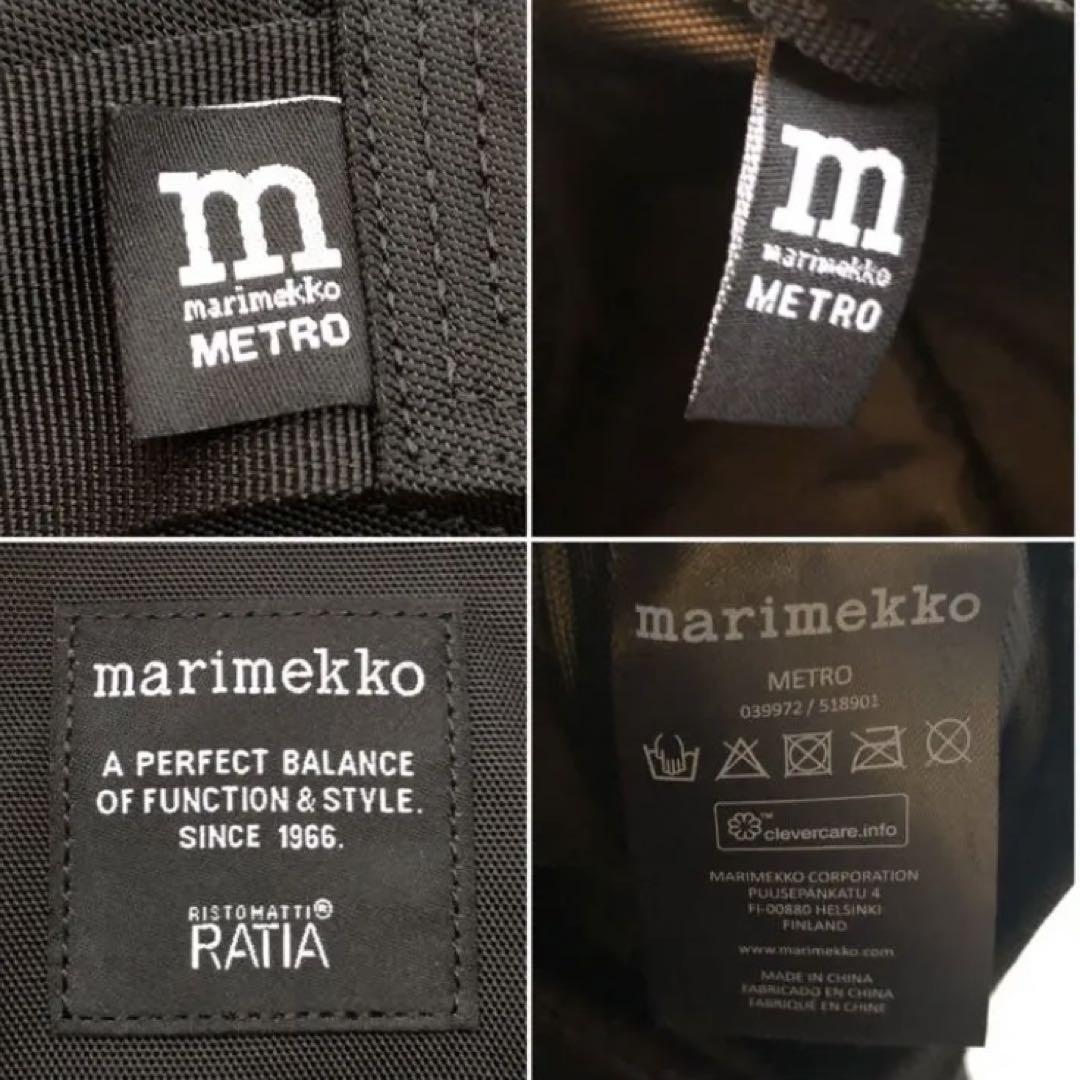 m
marimekko
METRO
m
marimekko
METRO
marimekko
A PERFECT BALANCE
OF FUNCTION & STYLE.
SINCE 1966.
RISTOMATTI®
RATIA
marimekko
METRO
039972 / 518901
clevercare.info™
MARIMEKKO CORPORATION
PUUSEPÄNKATU 4
FI-00880 HELSINKI
FINLAND
www.marimekko.com
MADE IN CHINA
FABRICADO EN CHINA
FABRIQUÉ EN CHINE